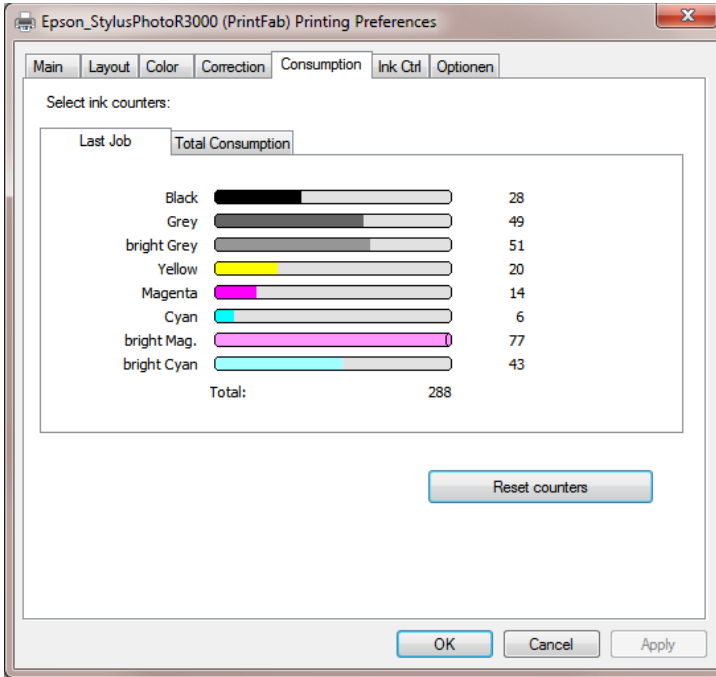 Epson_StylusPhotoR3000 (PrintFab) Printing Preferences
Main Layout Color Correction Consumption Ink Ctrl Optionen
Select ink counters:
Last Job Total Consumption
Black 28
Grey 49
bright Grey 51
Yellow 20
Magenta 14
Cyan 6
bright Mag. 77
bright Cyan 43
Total: 288
Reset counters
OK Cancel Apply